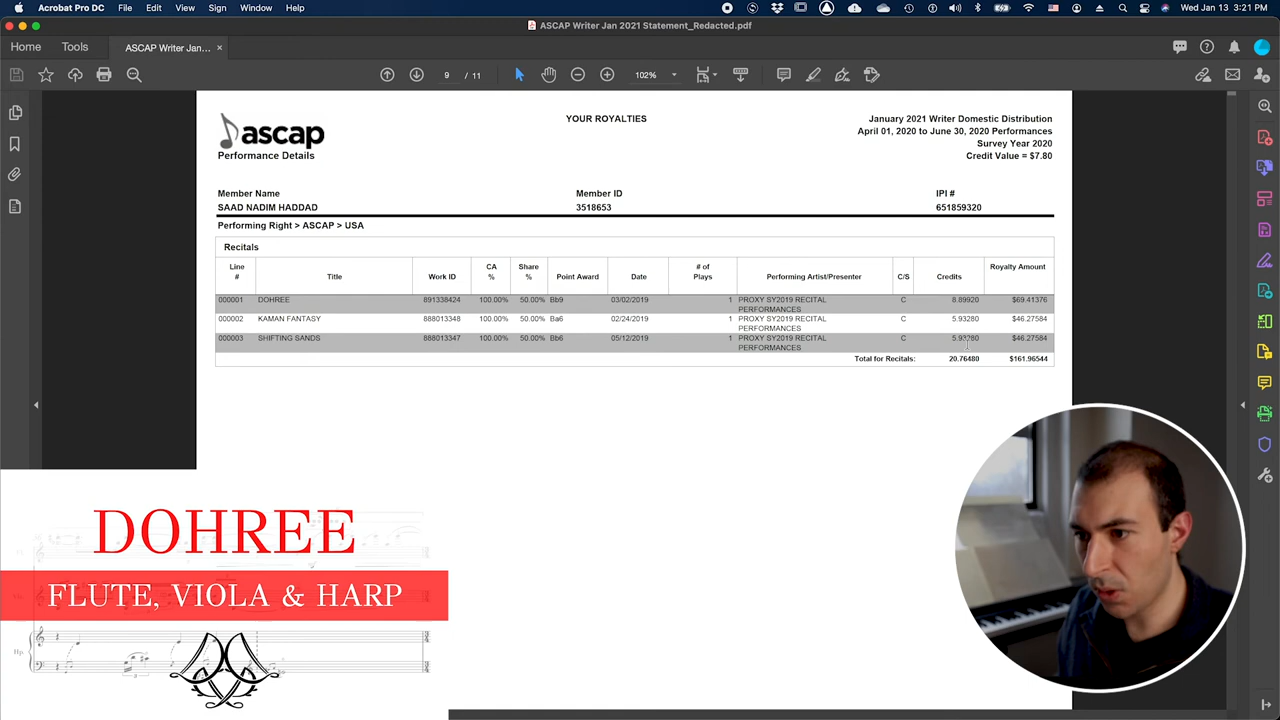 Acrobat Pro DC File Edit View Sign Window Help
Wed Jan 13 3:21 PM
ASCAP Writer Jan 2021 Statement_Redacted.pdf
Home Tools ASCAP Writer Jan... ×
9 / 11 102%
ascap
Performance Details
YOUR ROYALTIES
January 2021 Writer Domestic Distribution
April 01, 2020 to June 30, 2020 Performances
Survey Year 2020
Credit Value = $7.80
Member Name Member ID IPI #
SAAD NADIM HADDAD 3518653 651859320
Performing Right > ASCAP > USA
Recitals
Line # Title Work ID CA % Share % Point Award Date # of Plays Performing Artist/Presenter C/S Credits Royalty Amount
000001 DOHREE 891338424 100.00% 50.00% Bb9 03/02/2019 1 PROXY SY2019 RECITAL PERFORMANCES C 8.89920 $69.41376
000002 KAMAN FANTASY 888013348 100.00% 50.00% Ba6 02/24/2019 1 PROXY SY2019 RECITAL PERFORMANCES C 5.93280 $46.27584
000003 SHIFTING SANDS 888013347 100.00% 50.00% Bb6 05/12/2019 1 PROXY SY2019 RECITAL PERFORMANCES C 5.93280 $46.27584
Total for Recitals: 20.76480 $161.96544
DOHREE
FLUTE, VIOLA & HARP
Hp.